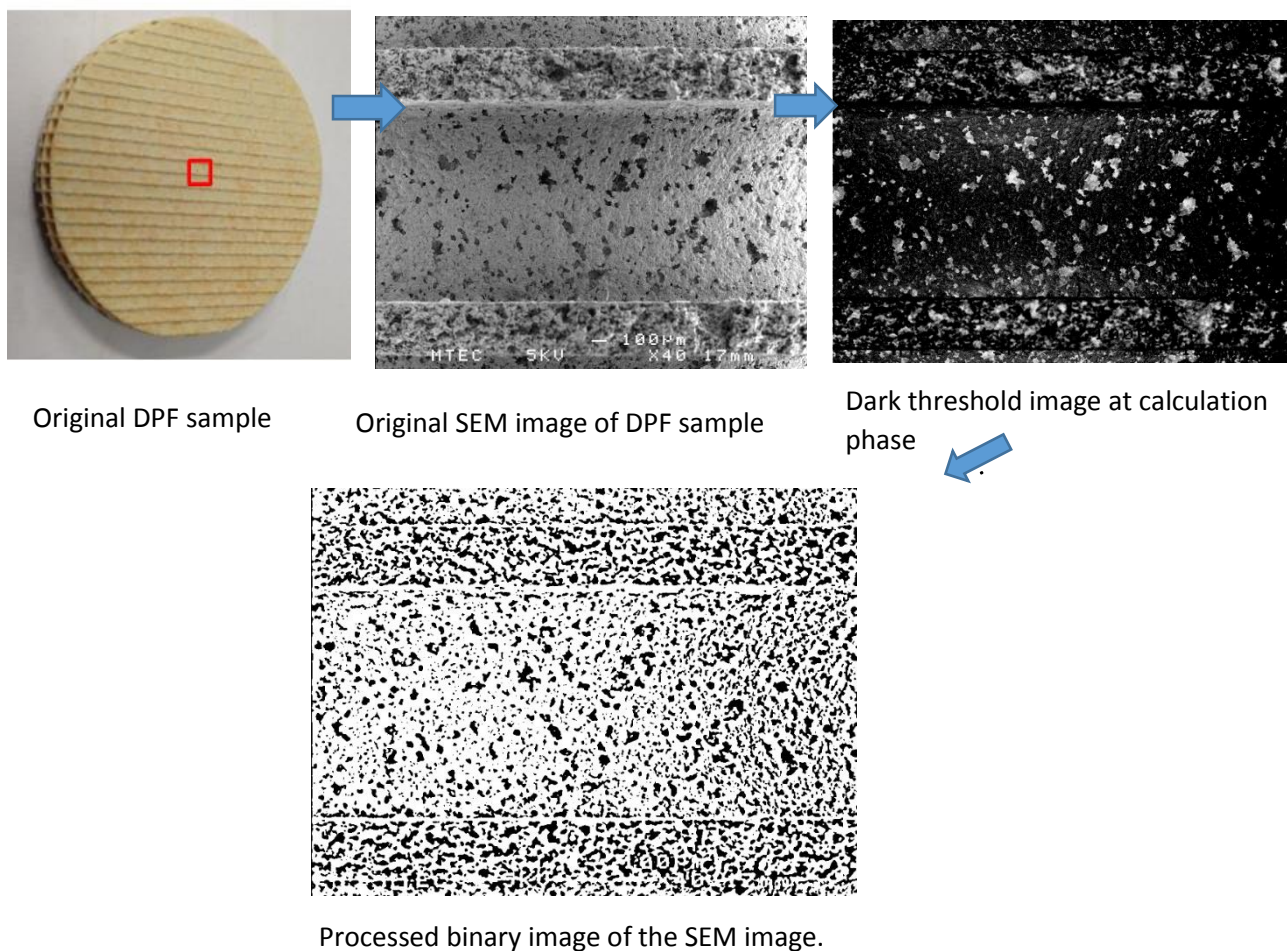 — 100µm
MTEC 5KV X40 17mm
Original DPF sample
Original SEM image of DPF sample
Dark threshold image at calculation
phase
.
Processed binary image of the SEM image.